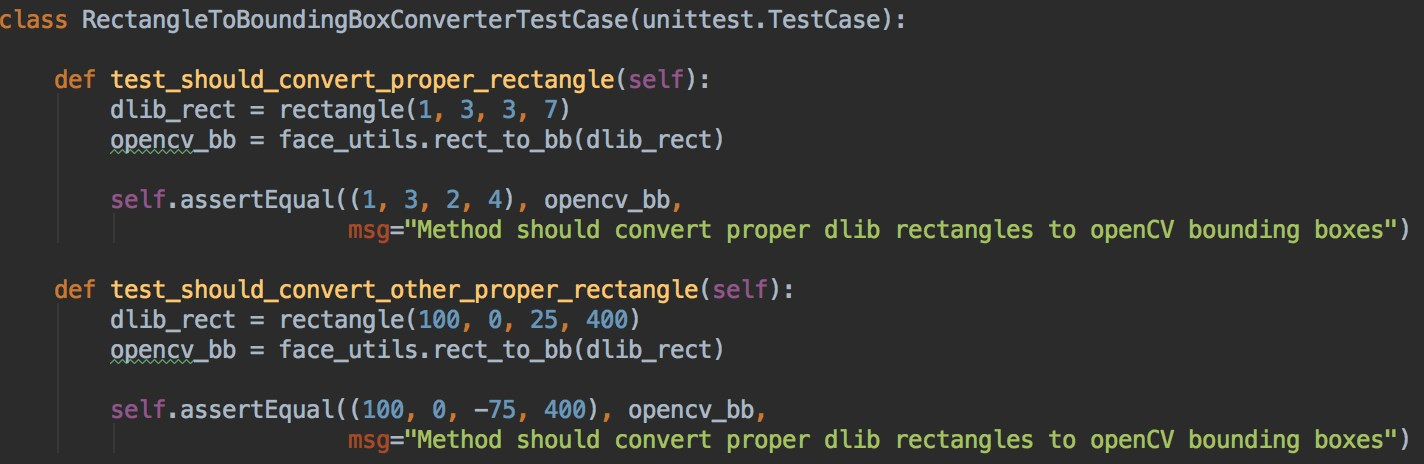 class RectangleToBoundingBoxConverterTestCase(unittest.TestCase):
def test_should_convert_proper_rectangle(self):
dlib_rect = rectangle(1, 3, 3, 7)
opencv_bb = face_utils.rect_to_bb(dlib_rect)
self.assertEqual((1, 3, 2, 4), opencv_bb,
msg="Method should convert proper dlib rectangles to openCV bounding boxes")
def test_should_convert_other_proper_rectangle(self):
dlib_rect = rectangle(100, 0, 25, 400)
opencv_bb = face_utils.rect_to_bb(dlib_rect)
self.assertEqual((100, 0, -75, 400), opencv_bb,
msg="Method should convert proper dlib rectangles to openCV bounding boxes")